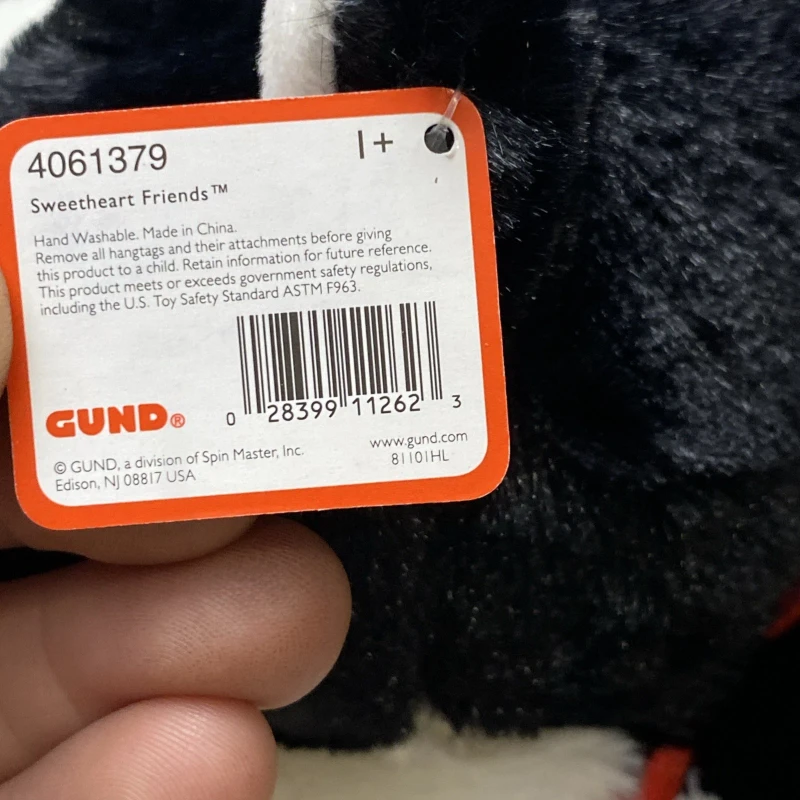 4061379
1+
Sweetheart Friends™
Hand Washable. Made in China.
Remove all hangtags and their attachments before giving
this product to a child. Retain information for future reference.
This product meets or exceeds government safety regulations,
including the U.S. Toy Safety Standard ASTM F963.
GUND®
0 28399 11262 3
© GUND, a division of Spin Master, Inc.
Edison, NJ 08817 USA
www.gund.com
81101HL